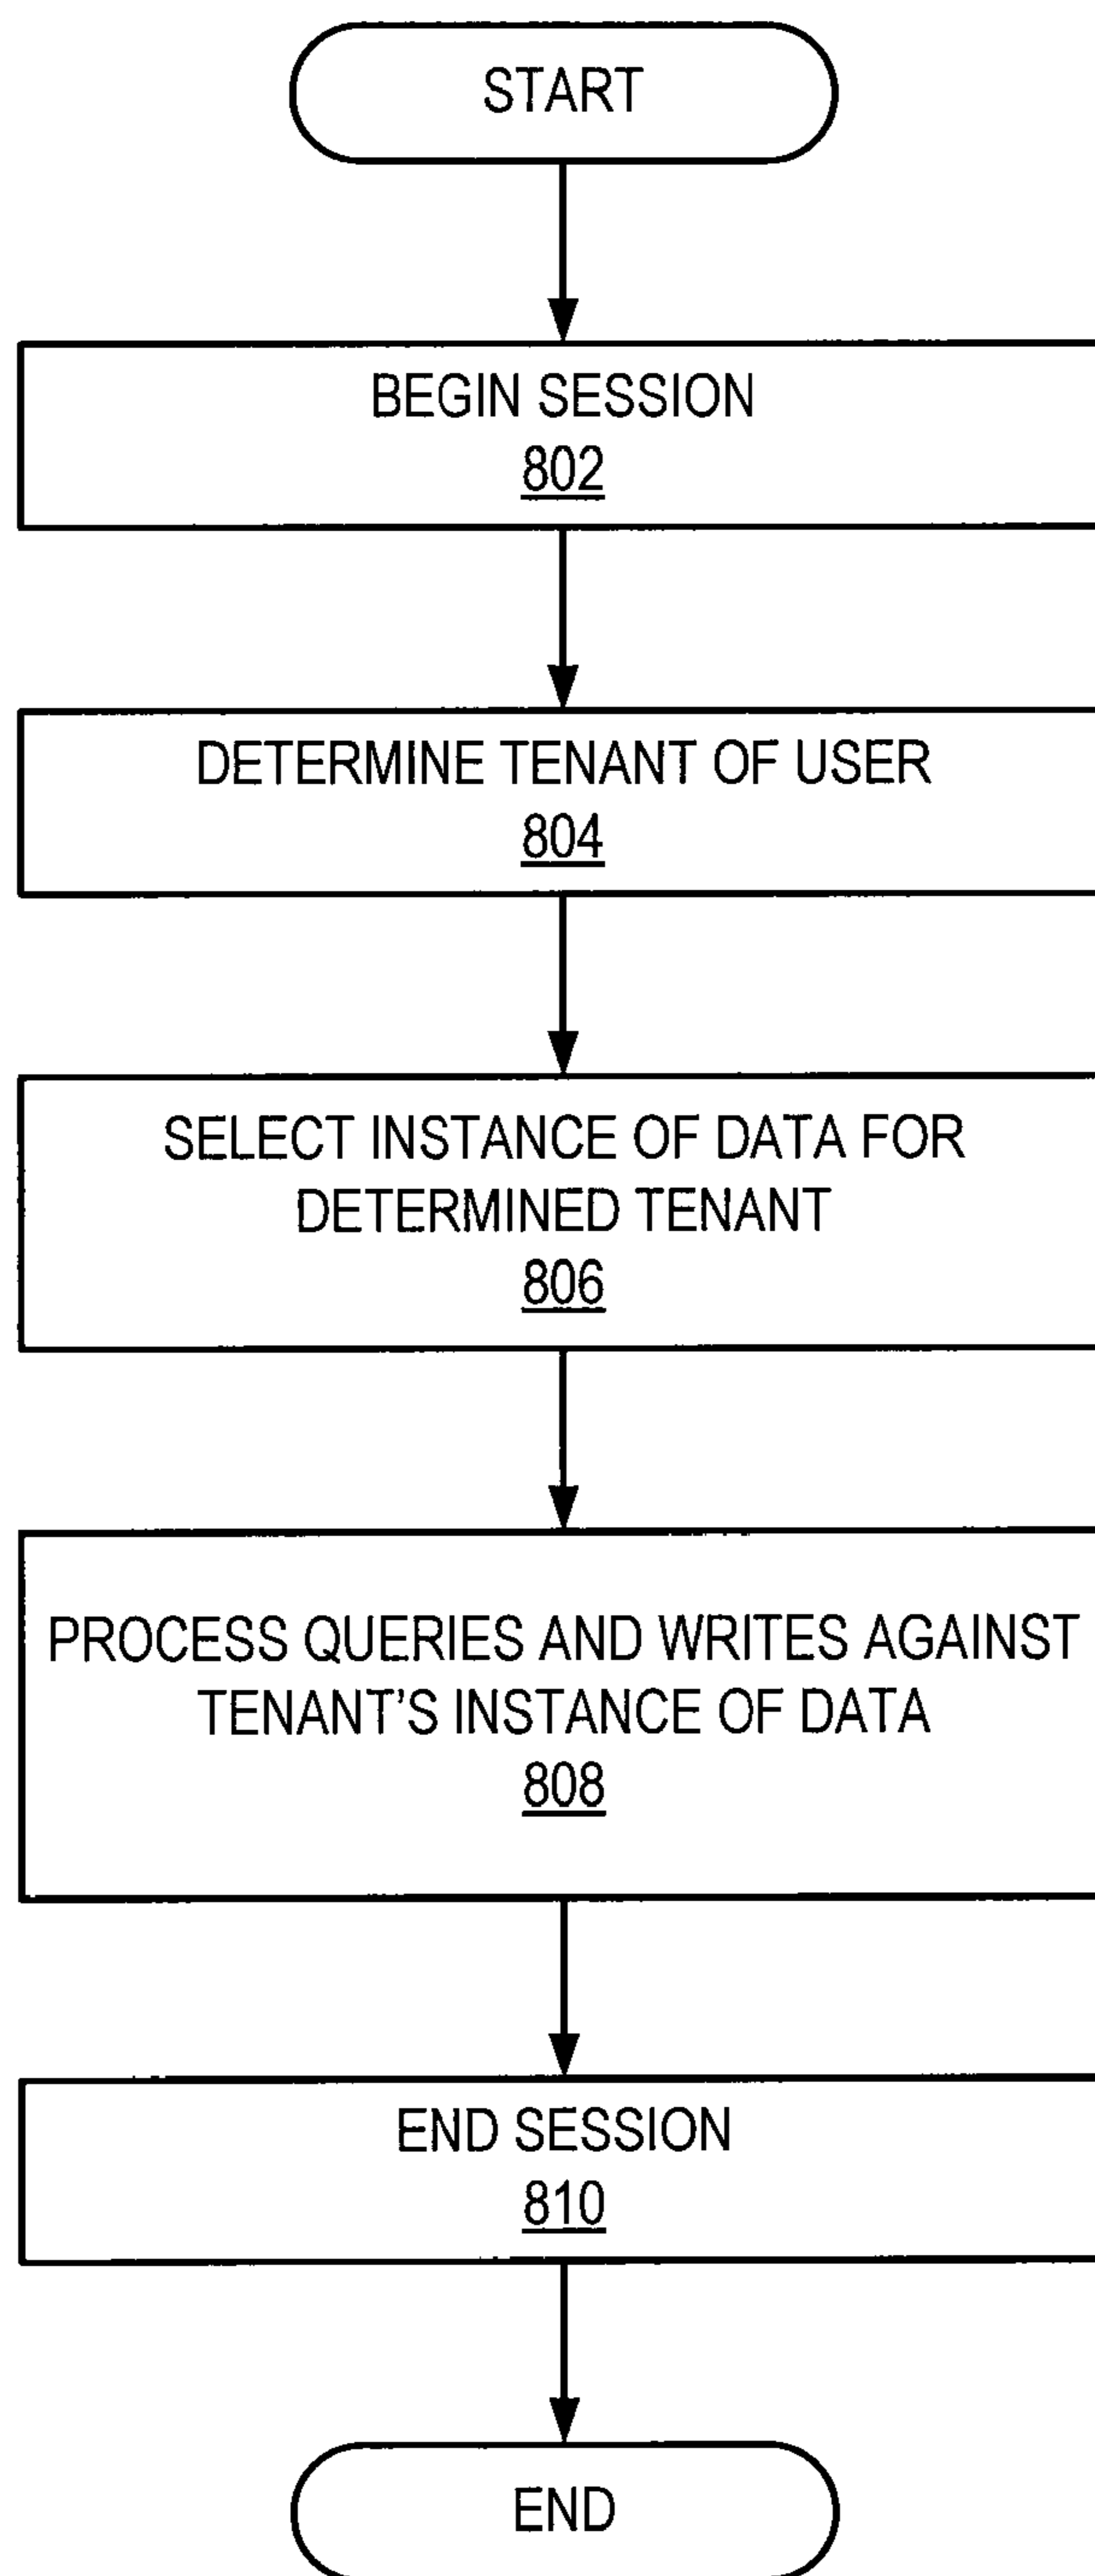 START
BEGIN SESSION
802
DETERMINE TENANT OF USER
804
SELECT INSTANCE OF DATA FOR
DETERMINED TENANT
806
PROCESS QUERIES AND WRITES AGAINST
TENANT'S INSTANCE OF DATA
808
END SESSION
810
END